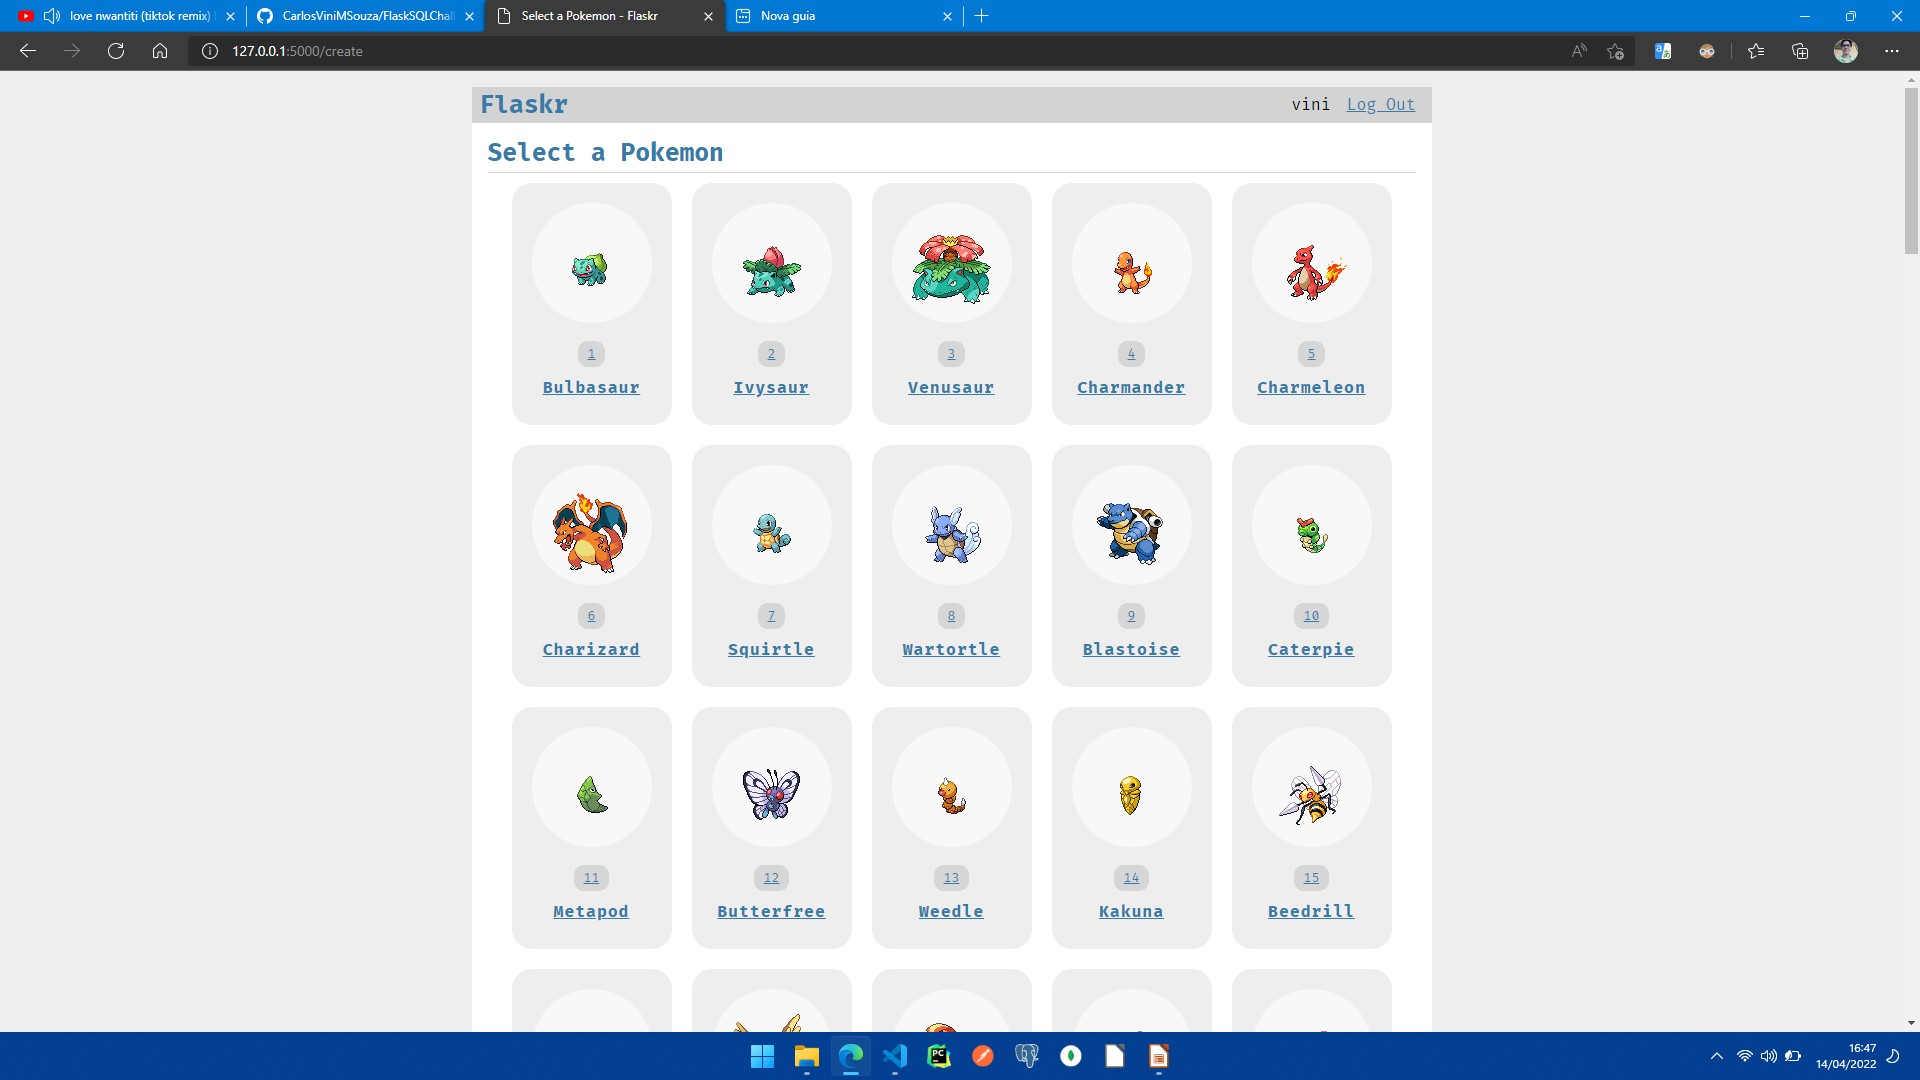 love nwantiti (tiktok remix)
CarlosViniMSouza/FlaskSQLChall
Select a Pokemon - Flaskr
Nova guia
127.0.0.1:5000/create
Flaskr
vini Log Out
Select a Pokemon
1 2 3 4 5
Bulbasaur Ivysaur Venusaur Charmander Charmeleon
6 7 8 9 10
Charizard Squirtle Wartortle Blastoise Caterpie
11 12 13 14 15
Metapod Butterfree Weedle Kakuna Beedrill
PC
16:47
14/04/2022